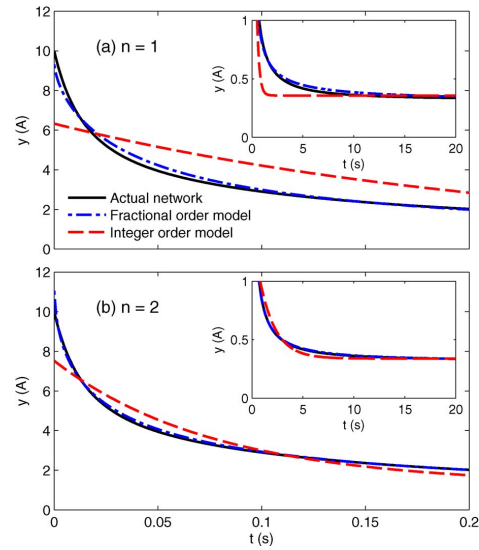 12
10
8
6
4
2
0
y (A)
(a) n = 1
1
0.5
0
y (A)
0 5 10 15 20
t (s)
Actual network
Fractional order model
Integer order model
12
10
8
6
4
2
0
y (A)
(b) n = 2
1
0.5
0
y (A)
0 5 10 15 20
t (s)
0 0.05 0.1 0.15 0.2
t (s)